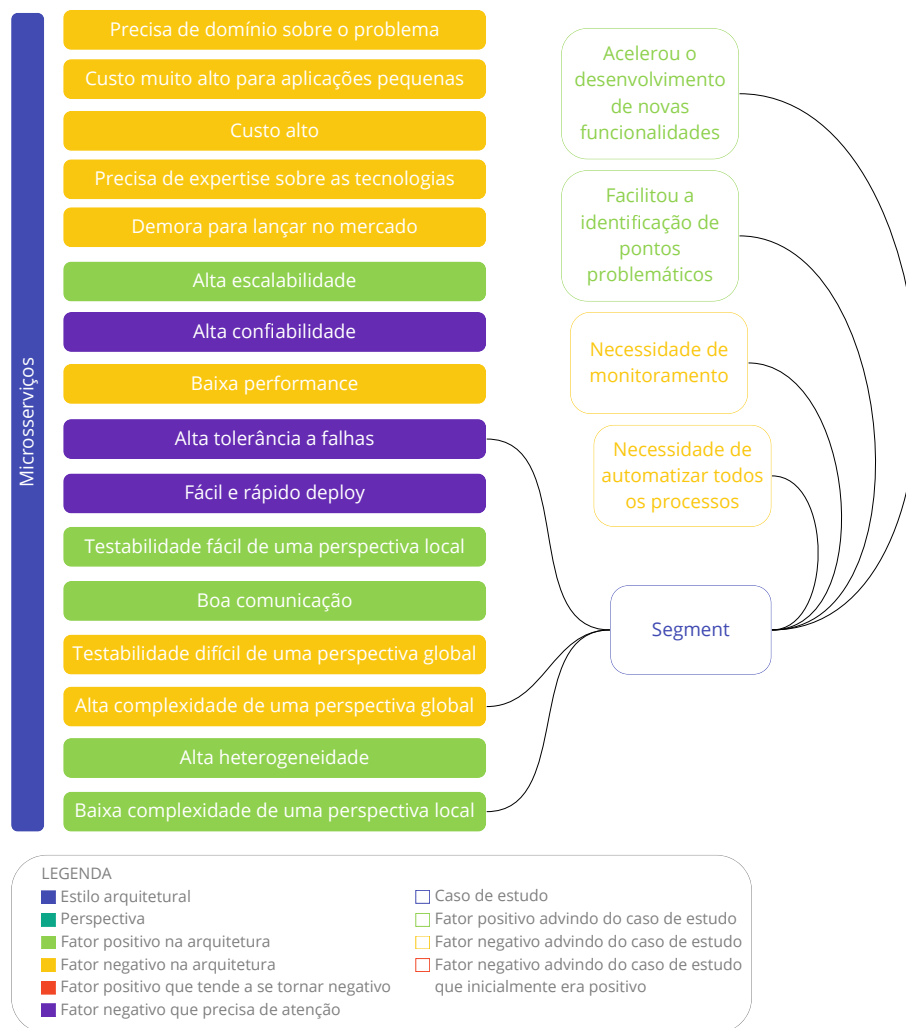 Microsserviços
Precisa de domínio sobre o problema
Custo muito alto para aplicações pequenas
Custo alto
Precisa de expertise sobre as tecnologias
Demora para lançar no mercado
Alta escalabilidade
Alta confiabilidade
Baixa performance
Alta tolerância a falhas
Fácil e rápido deploy
Testabilidade fácil de uma perspectiva local
Boa comunicação
Testabilidade difícil de uma perspectiva global
Alta complexidade de uma perspectiva global
Alta heterogeneidade
Baixa complexidade de uma perspectiva local
Acelerou o
desenvolvimento
de novas
funcionalidades
Facilitou a
identificação de
pontos
problemáticos
Necessidade de
monitoramento
Necessidade de
automatizar todos
os processos
Segment
LEGENDA
Estilo arquitetural
Perspectiva
Fator positivo na arquitetura
Fator negativo na arquitetura
Fator positivo que tende a se tornar negativo
Fator negativo que precisa de atenção
Caso de estudo
Fator positivo advindo do caso de estudo
Fator negativo advindo do caso de estudo
Fator negativo advindo do caso de estudo
que inicialmente era positivo